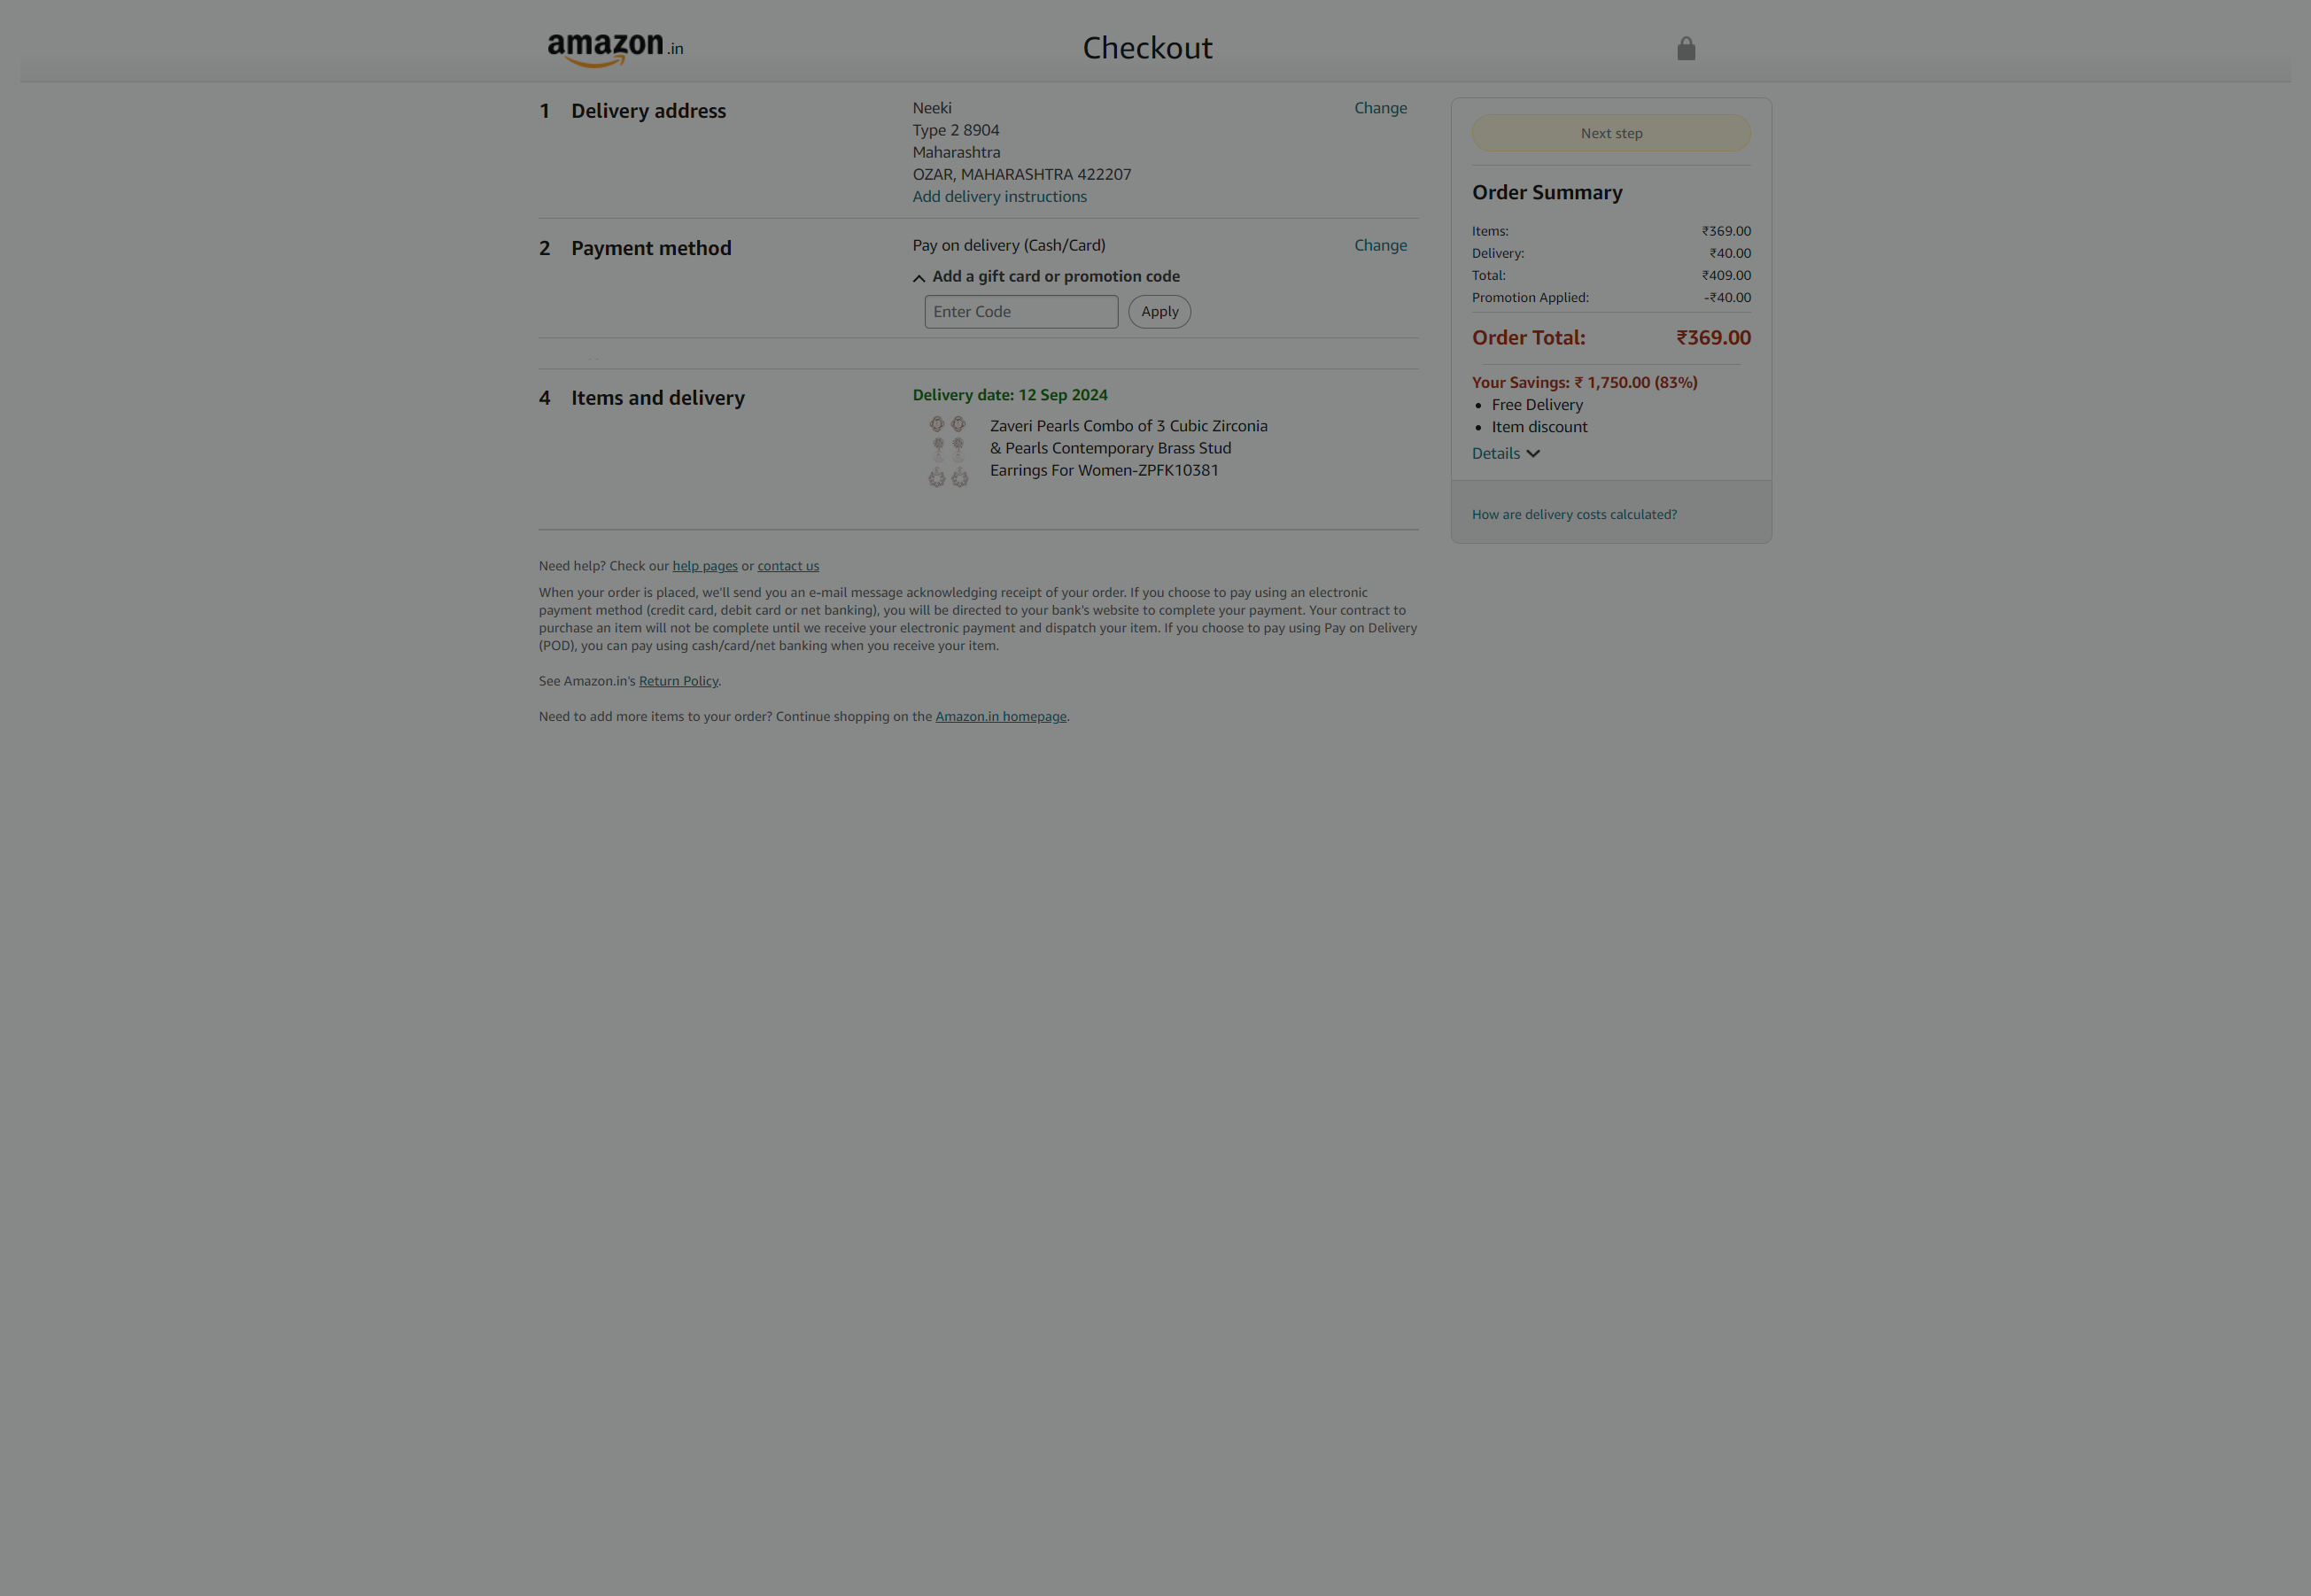 amazon.in
Checkout
1 Delivery address
Neeki
Type 2 8904
Maharashtra
OZAR, MAHARASHTRA 422207
Add delivery instructions
Change
2 Payment method
Pay on delivery (Cash/Card)
Change
Add a gift card or promotion code
Enter Code
Apply
4 Items and delivery
Delivery date: 12 Sep 2024
Zaveri Pearls Combo of 3 Cubic Zirconia
& Pearls Contemporary Brass Stud
Earrings For Women-ZPFK10381
Need help? Check our help pages or contact us
When your order is placed, we'll send you an e-mail message acknowledging receipt of your order. If you choose to pay using an electronic
payment method (credit card, debit card or net banking), you will be directed to your bank's website to complete your payment. Your contract to
purchase an item will not be complete until we receive your electronic payment and dispatch your item. If you choose to pay using Pay on Delivery
(POD), you can pay using cash/card/net banking when you receive your item.
See Amazon.in's Return Policy.
Need to add more items to your order? Continue shopping on the Amazon.in homepage.
Next step
Order Summary
Items: ₹369.00
Delivery: ₹40.00
Total: ₹409.00
Promotion Applied: -₹40.00
Order Total: ₹369.00
Your Savings: ₹ 1,750.00 (83%)
• Free Delivery
• Item discount
Details
How are delivery costs calculated?